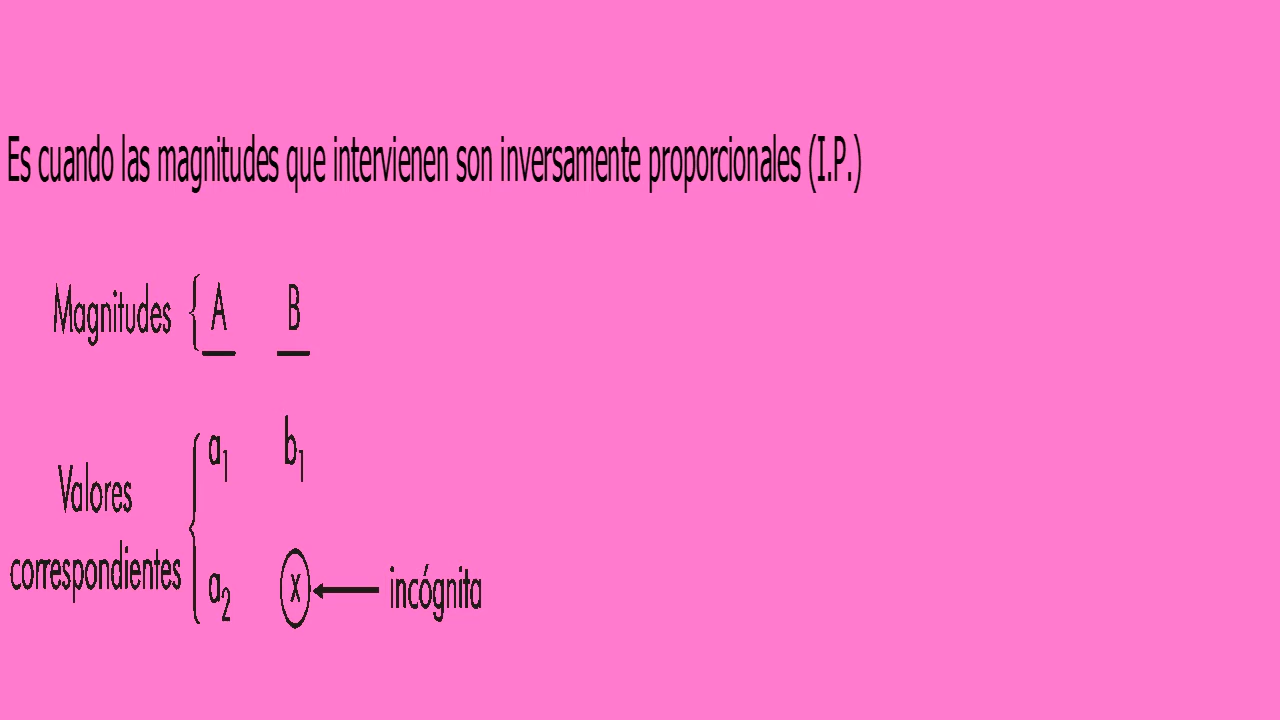 Es cuando las magnitudes que intervienen son inversamente proporcionales (I.P.)
Magnitudes { A B
a₁ b₁
Valores
correspondientes { a₂ x ← incógnita